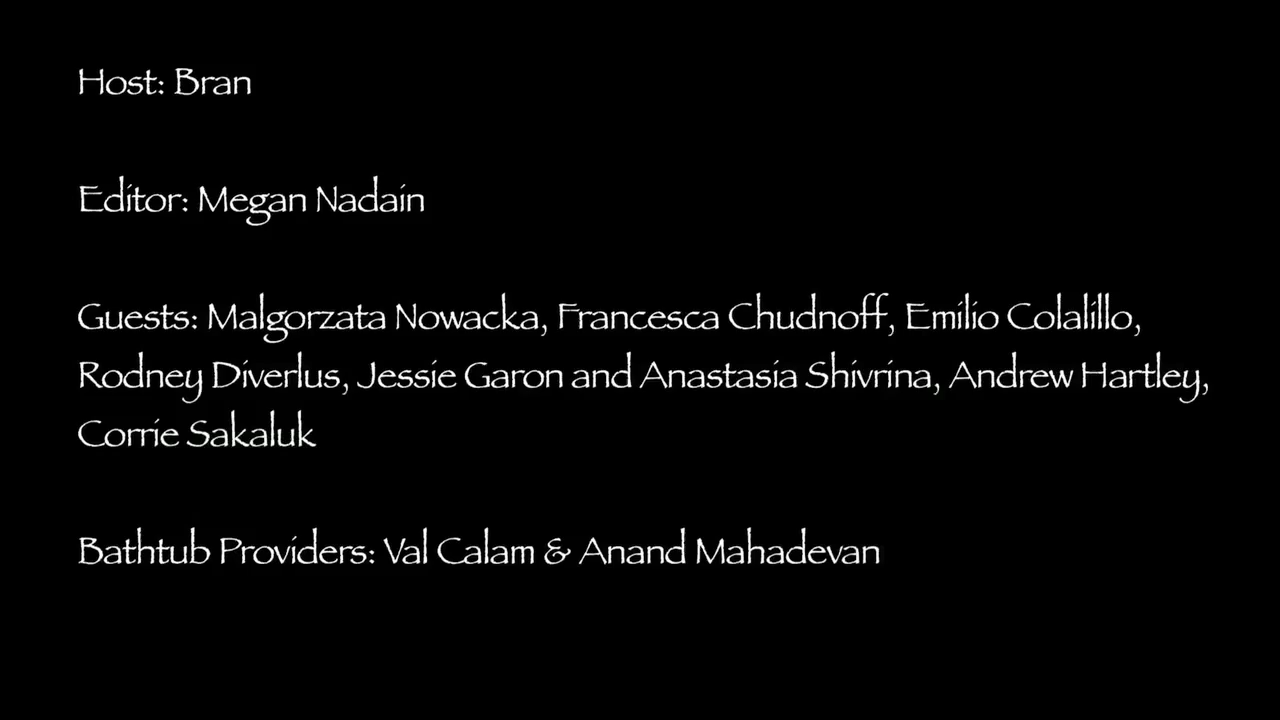 Host: Bran
Editor: Megan Nadain
Guests: Malgorzata Nowacka, Francesca Chudnoff, Emilio Colalillo,
Rodney Diverlus, Jessie Garon and Anastasia Shivrina, Andrew Hartley,
Corrie Sakaluk
Bathtub Providers: Val Calam & Anand Mahadevan